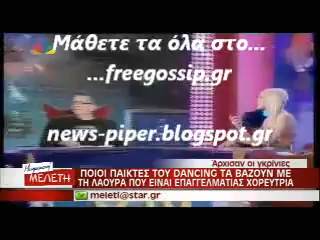 Μάθετε τα όλα στο...
...freegossip.gr
news-piper.blogspot.gr
Άρχισαν οι γκρίνιες
Μεσημεριανή
ΜΕΛΕΤΗ
ΠΟΙΟΙ ΠΑΙΚΤΕΣ ΤΟΥ DANCING ΤΑ ΒΑΖΟΥΝ ΜΕ
ΤΗ ΛΑΟΥΡΑ ΠΟΥ ΕΙΝΑΙ ΕΠΑΓΓΕΛΜΑΤΙΑΣ ΧΟΡΕΥΤΡΙΑ
meleti@star.gr